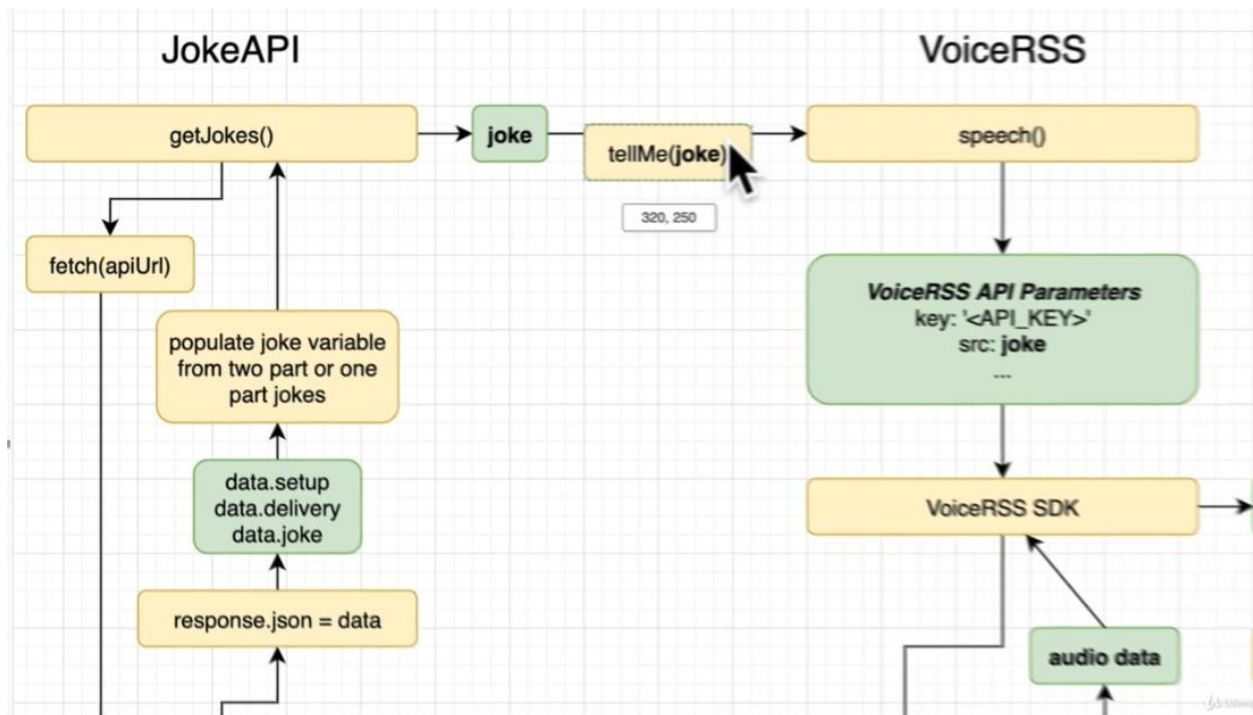 JokeAPI
VoiceRSS
getJokes()
joke
tellMe(joke)
speech()
320, 250
fetch(apiUrl)
VoiceRSS API Parameters
key: '<API_KEY>'
src: joke
...
populate joke variable
from two part or one
part jokes
data.setup
data.delivery
data.joke
VoiceRSS SDK
response.json = data
audio data